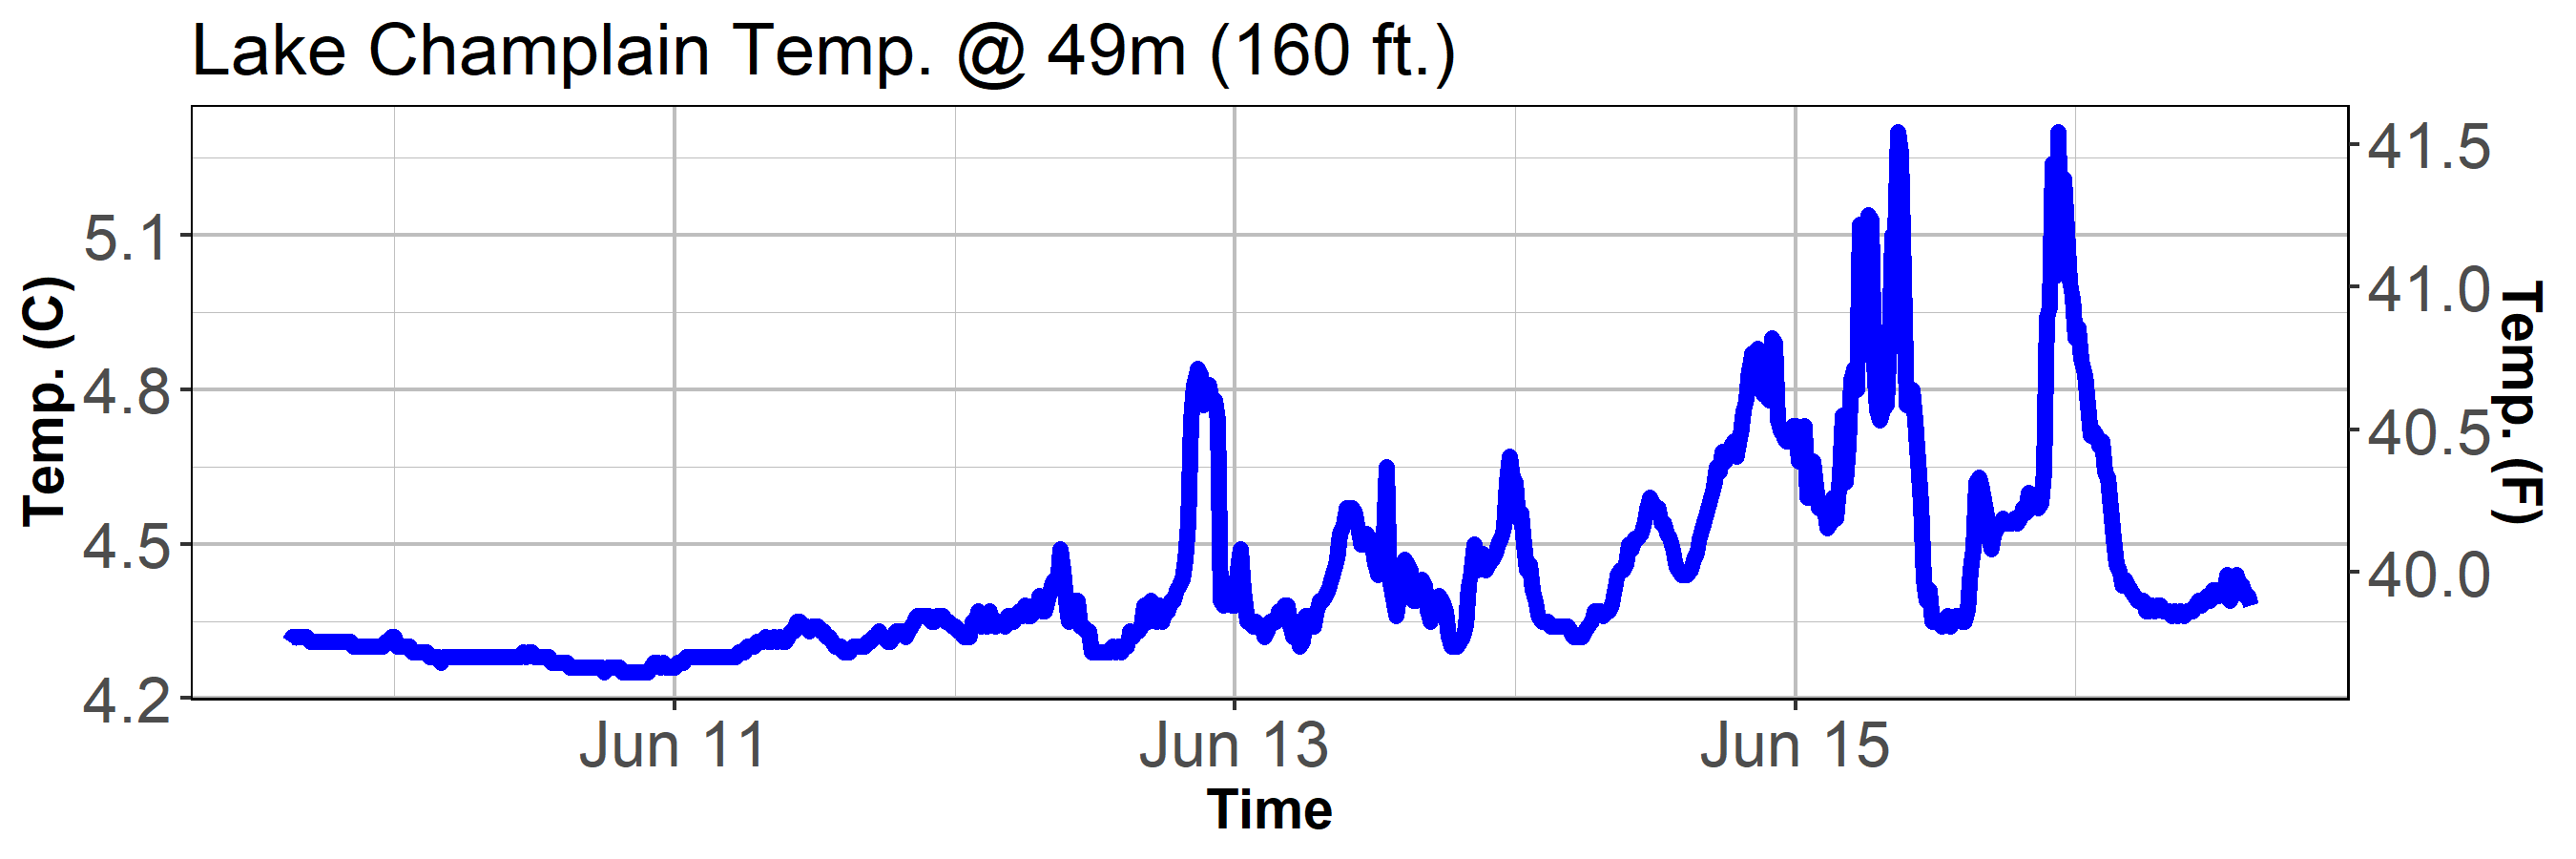 Lake Champlain Temp. @ 49m (160 ft.)
41.5
5.1
41.0
4.8
40.5
4.5
40.0
4.2
Temp. (C)
Temp. (F)
Jun 11 Jun 13 Jun 15
Time